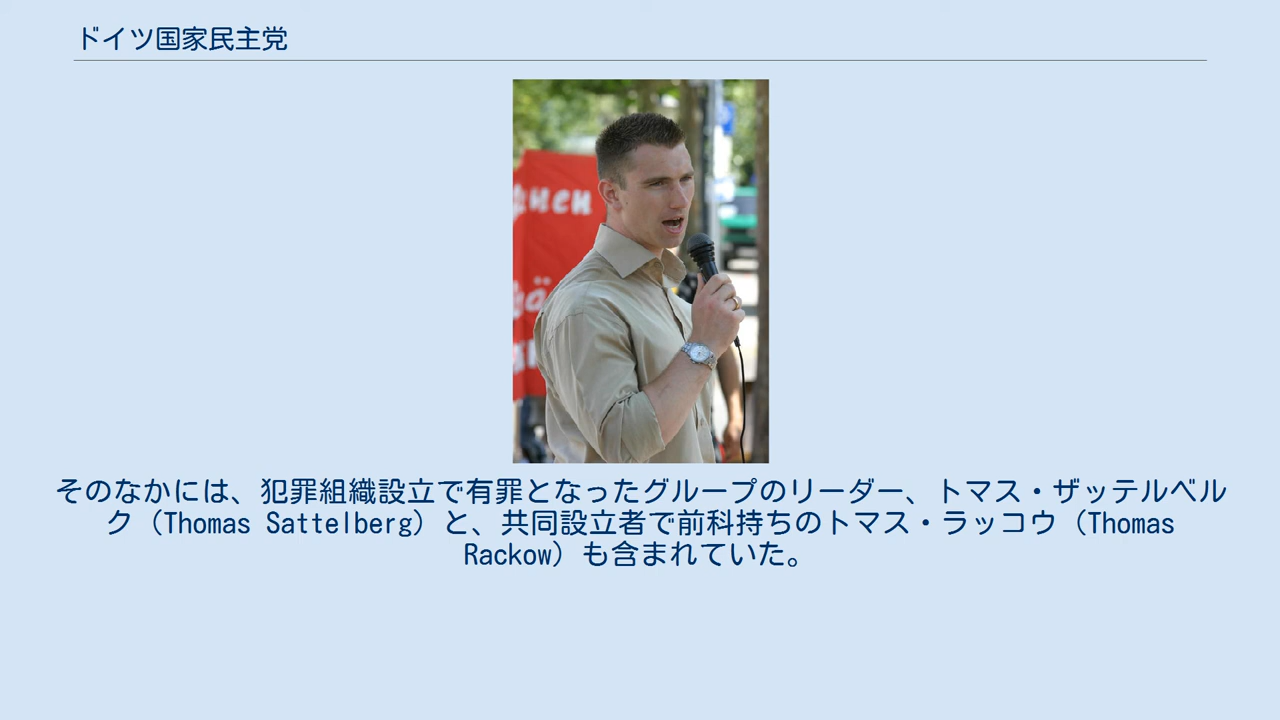 ドイツ国家民主党
nen
そのなかには、犯罪組織設立で有罪となったグループのリーダー、トマス・ザッテルベル
ク（Thomas Sattelberg）と、共同設立者で前科持ちのトマス・ラッコウ（Thomas
Rackow）も含まれていた。